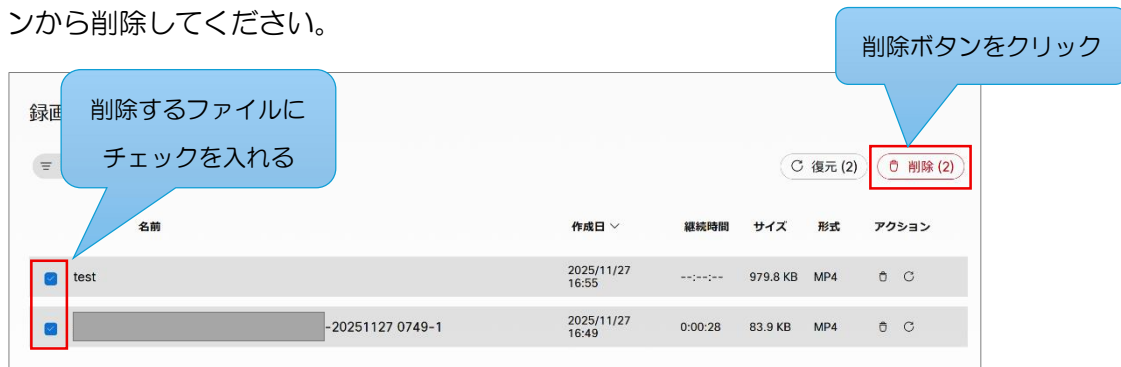 ンから削除してください。
削除ボタンをクリック
削除するファイルに
チェックを入れる
録画
復元 (2)
削除 (2)
名前 作成日 継続時間 サイズ 形式 アクション
test 2025/11/27 16:55 --:--:-- 979.8 KB MP4
-20251127 0749-1 2025/11/27 16:49 0:00:28 83.9 KB MP4